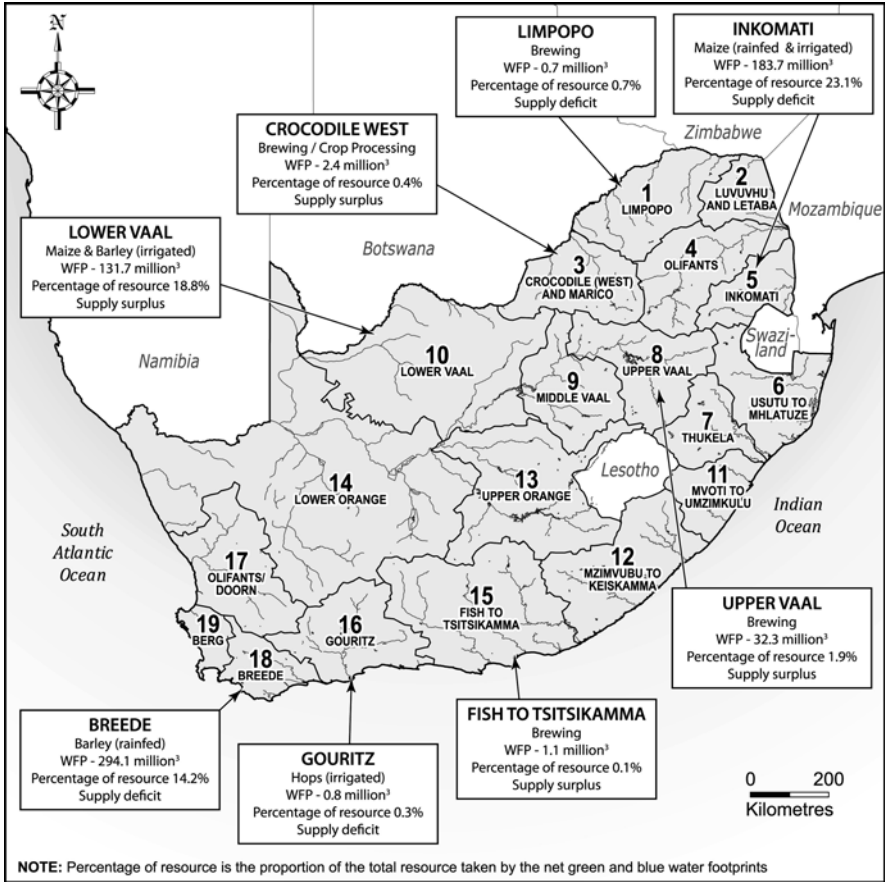 N
LIMPOPO
Brewing
WFP - 0.7 million³
Percentage of resource 0.7%
Supply deficit
INKOMATI
Maize (rainfed & irrigated)
WFP - 183.7 million³
Percentage of resource 23.1%
Supply deficit
CROCODILE WEST
Brewing / Crop Processing
WFP - 2.4 million³
Percentage of resource 0.4%
Supply surplus
LOWER VAAL
Maize & Barley (irrigated)
WFP - 131.7 million³
Percentage of resource 18.8%
Supply surplus
Zimbabwe
Mozambique
Botswana
Namibia
Swazi-
land
Lesotho
South
Atlantic
Ocean
Indian
Ocean
1
LIMPOPO
2
LUVUVHU
AND LETABA
3
CROCODILE (WEST)
AND MARICO
4
OLIFANTS
5
INKOMATI
6
USUTU TO
MHLATUZE
7
THUKELA
8
UPPER VAAL
9
MIDDLE VAAL
10
LOWER VAAL
11
MVOTI TO
UMZIMKULU
12
MZIMVUBU TO
KEISKAMMA
13
UPPER ORANGE
14
LOWER ORANGE
15
FISH TO
TSITSIKAMMA
16
GOURITZ
17
OLIFANTS/
DOORN
18
BREEDE
19
BERG
UPPER VAAL
Brewing
WFP - 32.3 million³
Percentage of resource 1.9%
Supply surplus
BREEDE
Barley (rainfed)
WFP - 294.1 million³
Percentage of resource 14.2%
Supply deficit
GOURITZ
Hops (irrigated)
WFP - 0.8 million³
Percentage of resource 0.3%
Supply deficit
FISH TO TSITSIKAMMA
Brewing
WFP - 1.1 million³
Percentage of resource 0.1%
Supply surplus
0 200
Kilometres
NOTE: Percentage of resource is the proportion of the total resource taken by the net green and blue water footprints